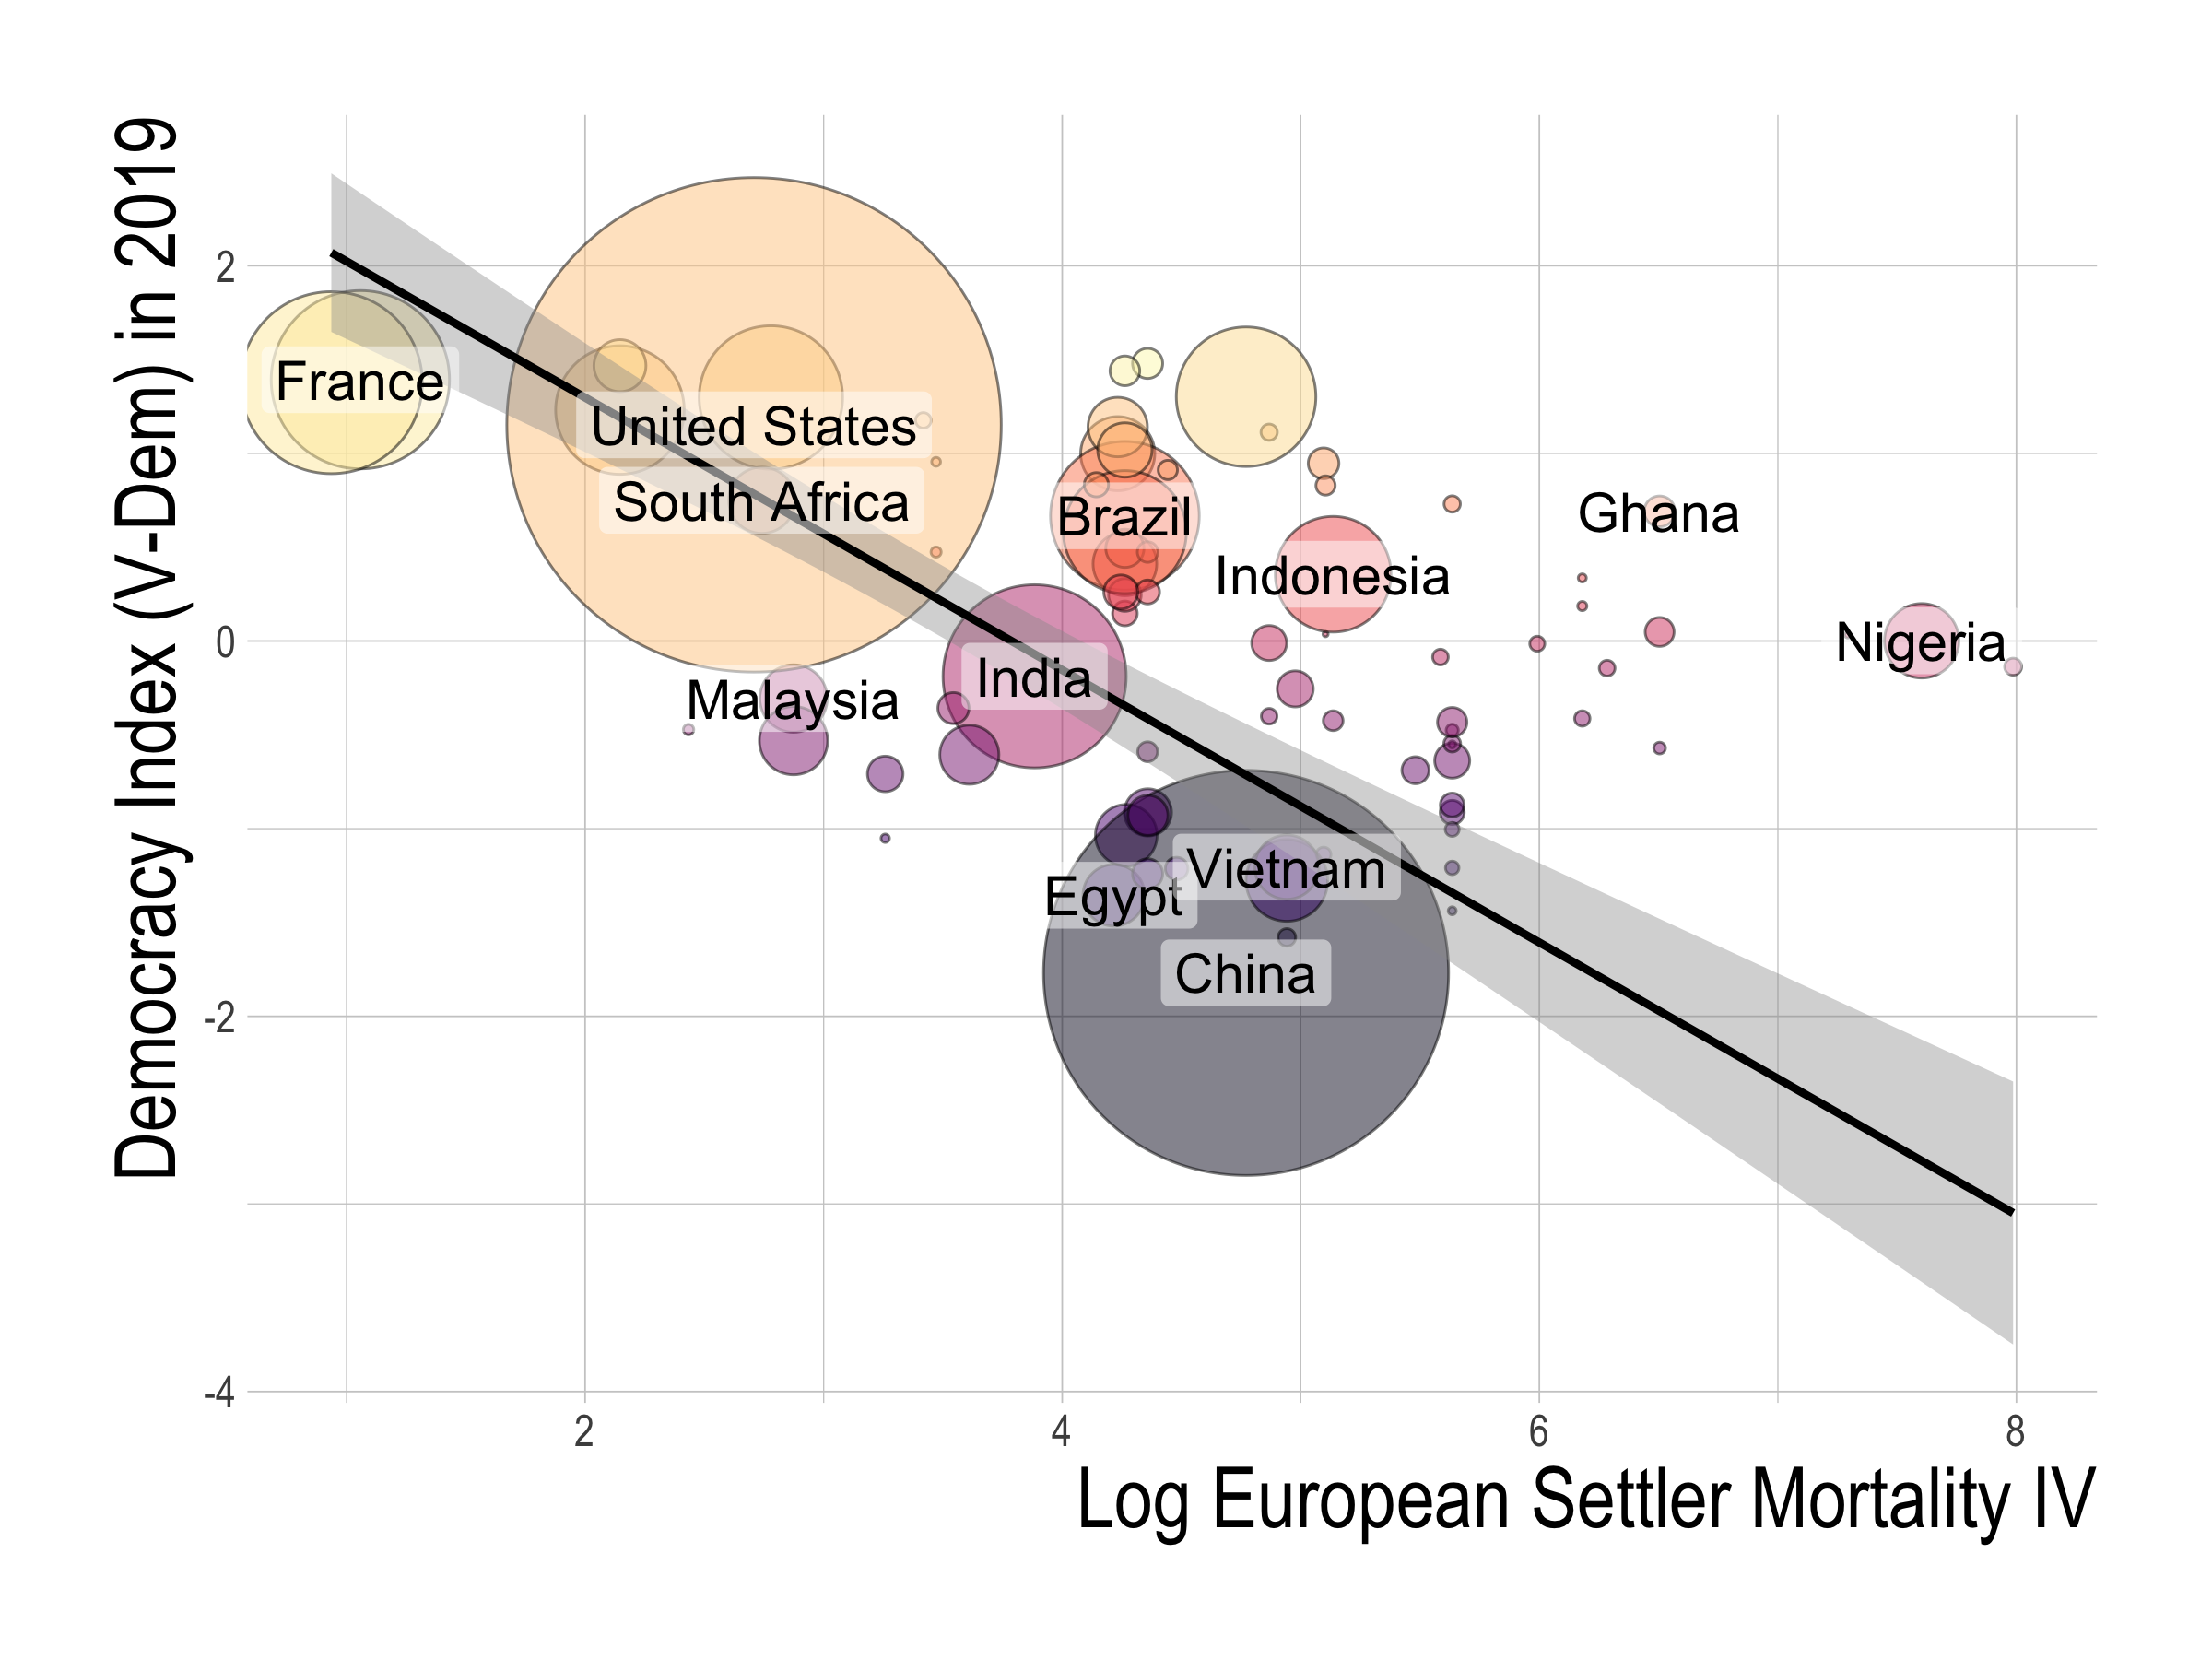 Democracy Index (V-Dem) in 2019
2
0
-2
-4
France
United States
South Africa
Brazil
Ghana
Indonesia
Nigeria
India
Malaysia
Vietnam
Egypt
China
2
4
6
8
Log European Settler Mortality IV